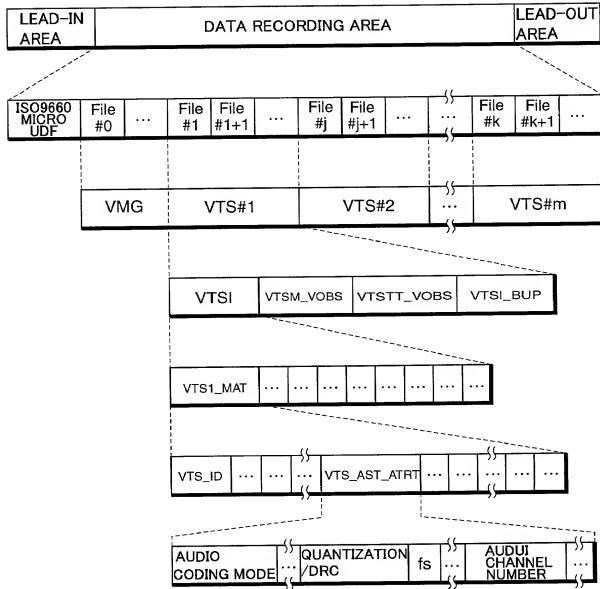 LEAD-IN
AREA
DATA RECORDING AREA
LEAD-OUT
AREA
ISO9660
MICRO
UDF
File
#0
...
File
#1
File
#1+1
...
File
#j
File
#j+1
...
...
File
#k
File
#k+1
...
VMG
VTS#1
VTS#2
...
VTS#m
VTSI
VTSM_VOBS
VTSTT_VOBS
VTSI_BUP
VTS1_MAT
... ... ... ... ... ... ... ...
VTS_ID
... ... ...
VTS_AST_ATRT
... ... ... ... ...
AUDIO
CODING MODE
...
QUANTIZATION
/DRC
fs
...
AUDUI
CHANNEL
NUMBER
...